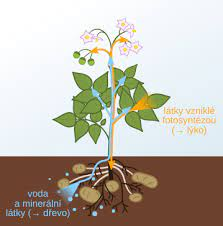 látky vzniklé
fotosyntézou
(→ lýko)
voda
a minerální
látky (→ dřevo)